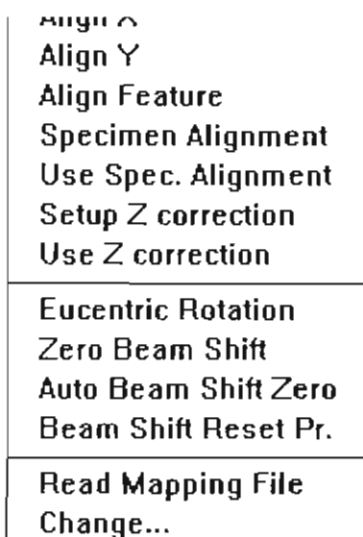 Align X
Align Y
Align Feature
Specimen Alignment
Use Spec. Alignment
Setup Z correction
Use Z correction
Eucentric Rotation
Zero Beam Shift
Auto Beam Shift Zero
Beam Shift Reset Pr.
Read Mapping File
Change...